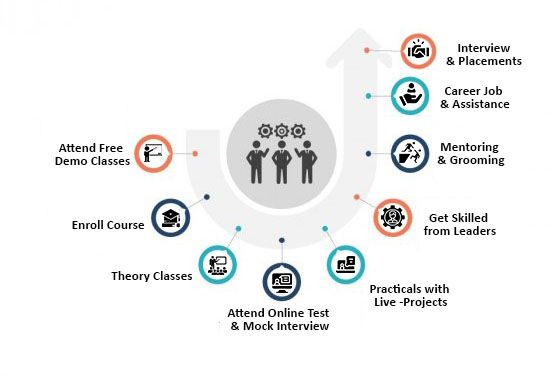 Attend Free
Demo Classes
Enroll Course
Theory Classes
Attend Online Test
& Mock Interview
Practicals with
Live -Projects
Get Skilled
from Leaders
Mentoring
& Grooming
Career Job
& Assistance
Interview
& Placements